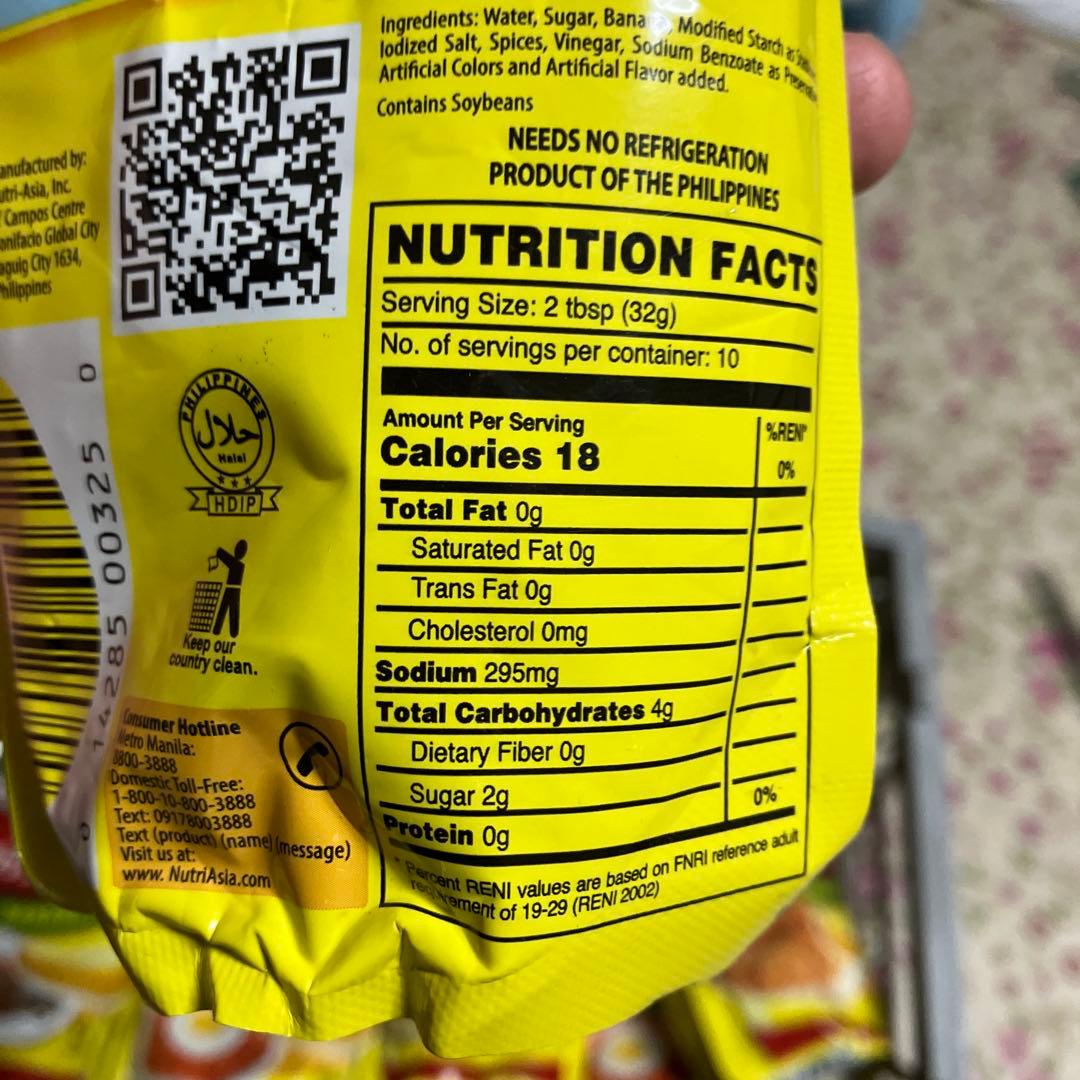 Ingredients: Water, Sugar, Modified Starch as
Iodized Salt, Spices, Vinegar, Sodium Benzoate as
Artificial Colors and Artificial Flavor added.
Contains Soybeans
NEEDS NO REFRIGERATION
PRODUCT OF THE PHILIPPINES
anufactured by:
utri-Asia, Inc.
Campos Centre
onifacio Global City
aguig City 1634,
hilippines
PHILIPPINES
حلال
Halal
HDIP
Keep our
country clean.
14285 00325 0
Consumer Hotline
Metro Manila:
8800-3888
Domestic Toll-Free:
1-800-10-800-3888
Text: 09178003888
Text (product) (name) (message)
Visit us at:
www. NutriAsia.com
NUTRITION FACTS
Serving Size: 2 tbsp (32g)
No. of servings per container: 10
Amount Per Serving
%RENI*
Calories 18
0%
Total Fat 0g
Saturated Fat 0g
Trans Fat 0g
Cholesterol 0mg
Sodium 295mg
Total Carbohydrates 4g
Dietary Fiber 0g
Sugar 2g
Protein 0g
0%
* Percent RENI values are based on FNRI reference adult
requirement of 19-29 (RENI 2002)